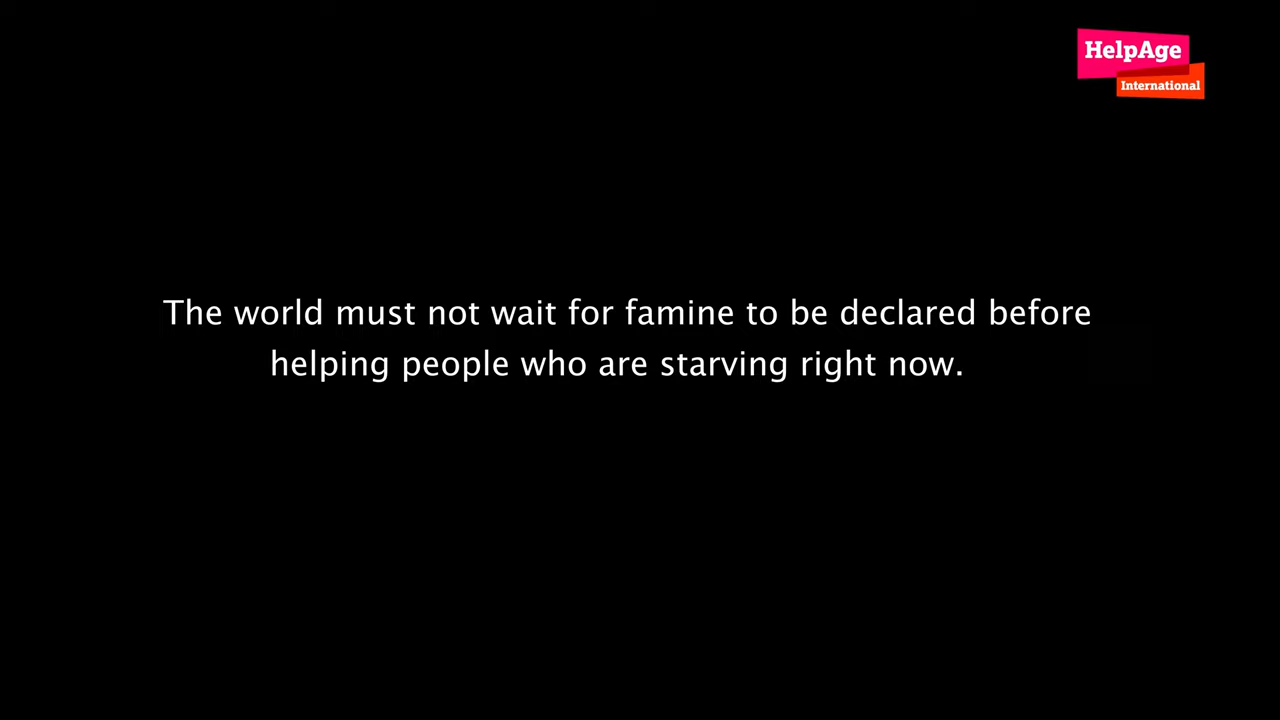 HelpAge
International
The world must not wait for famine to be declared before
helping people who are starving right now.